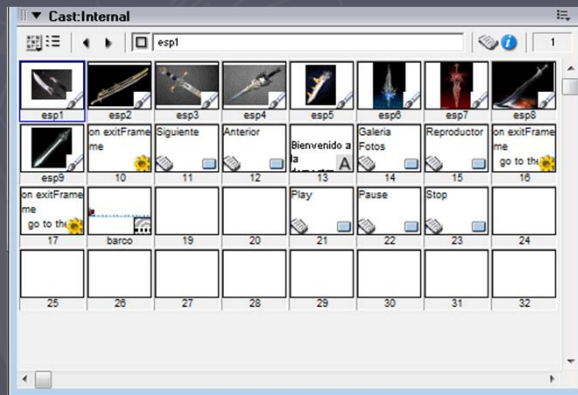 Cast:Internal
esp1
1
esp1 esp2 esp3 esp4 esp5 esp6 esp7 esp8
on exitFrame me
Siguiente
Anterior
Bienvenido a la
A
Galeria Fotos
Reproductor
on exitFrame me
go to the
esp9 10 11 12 13 14 15 16
on exitFrame me
go to the
Play
Pause
Stop
17 barco 19 20 21 22 23 24
25 26 27 28 29 30 31 32